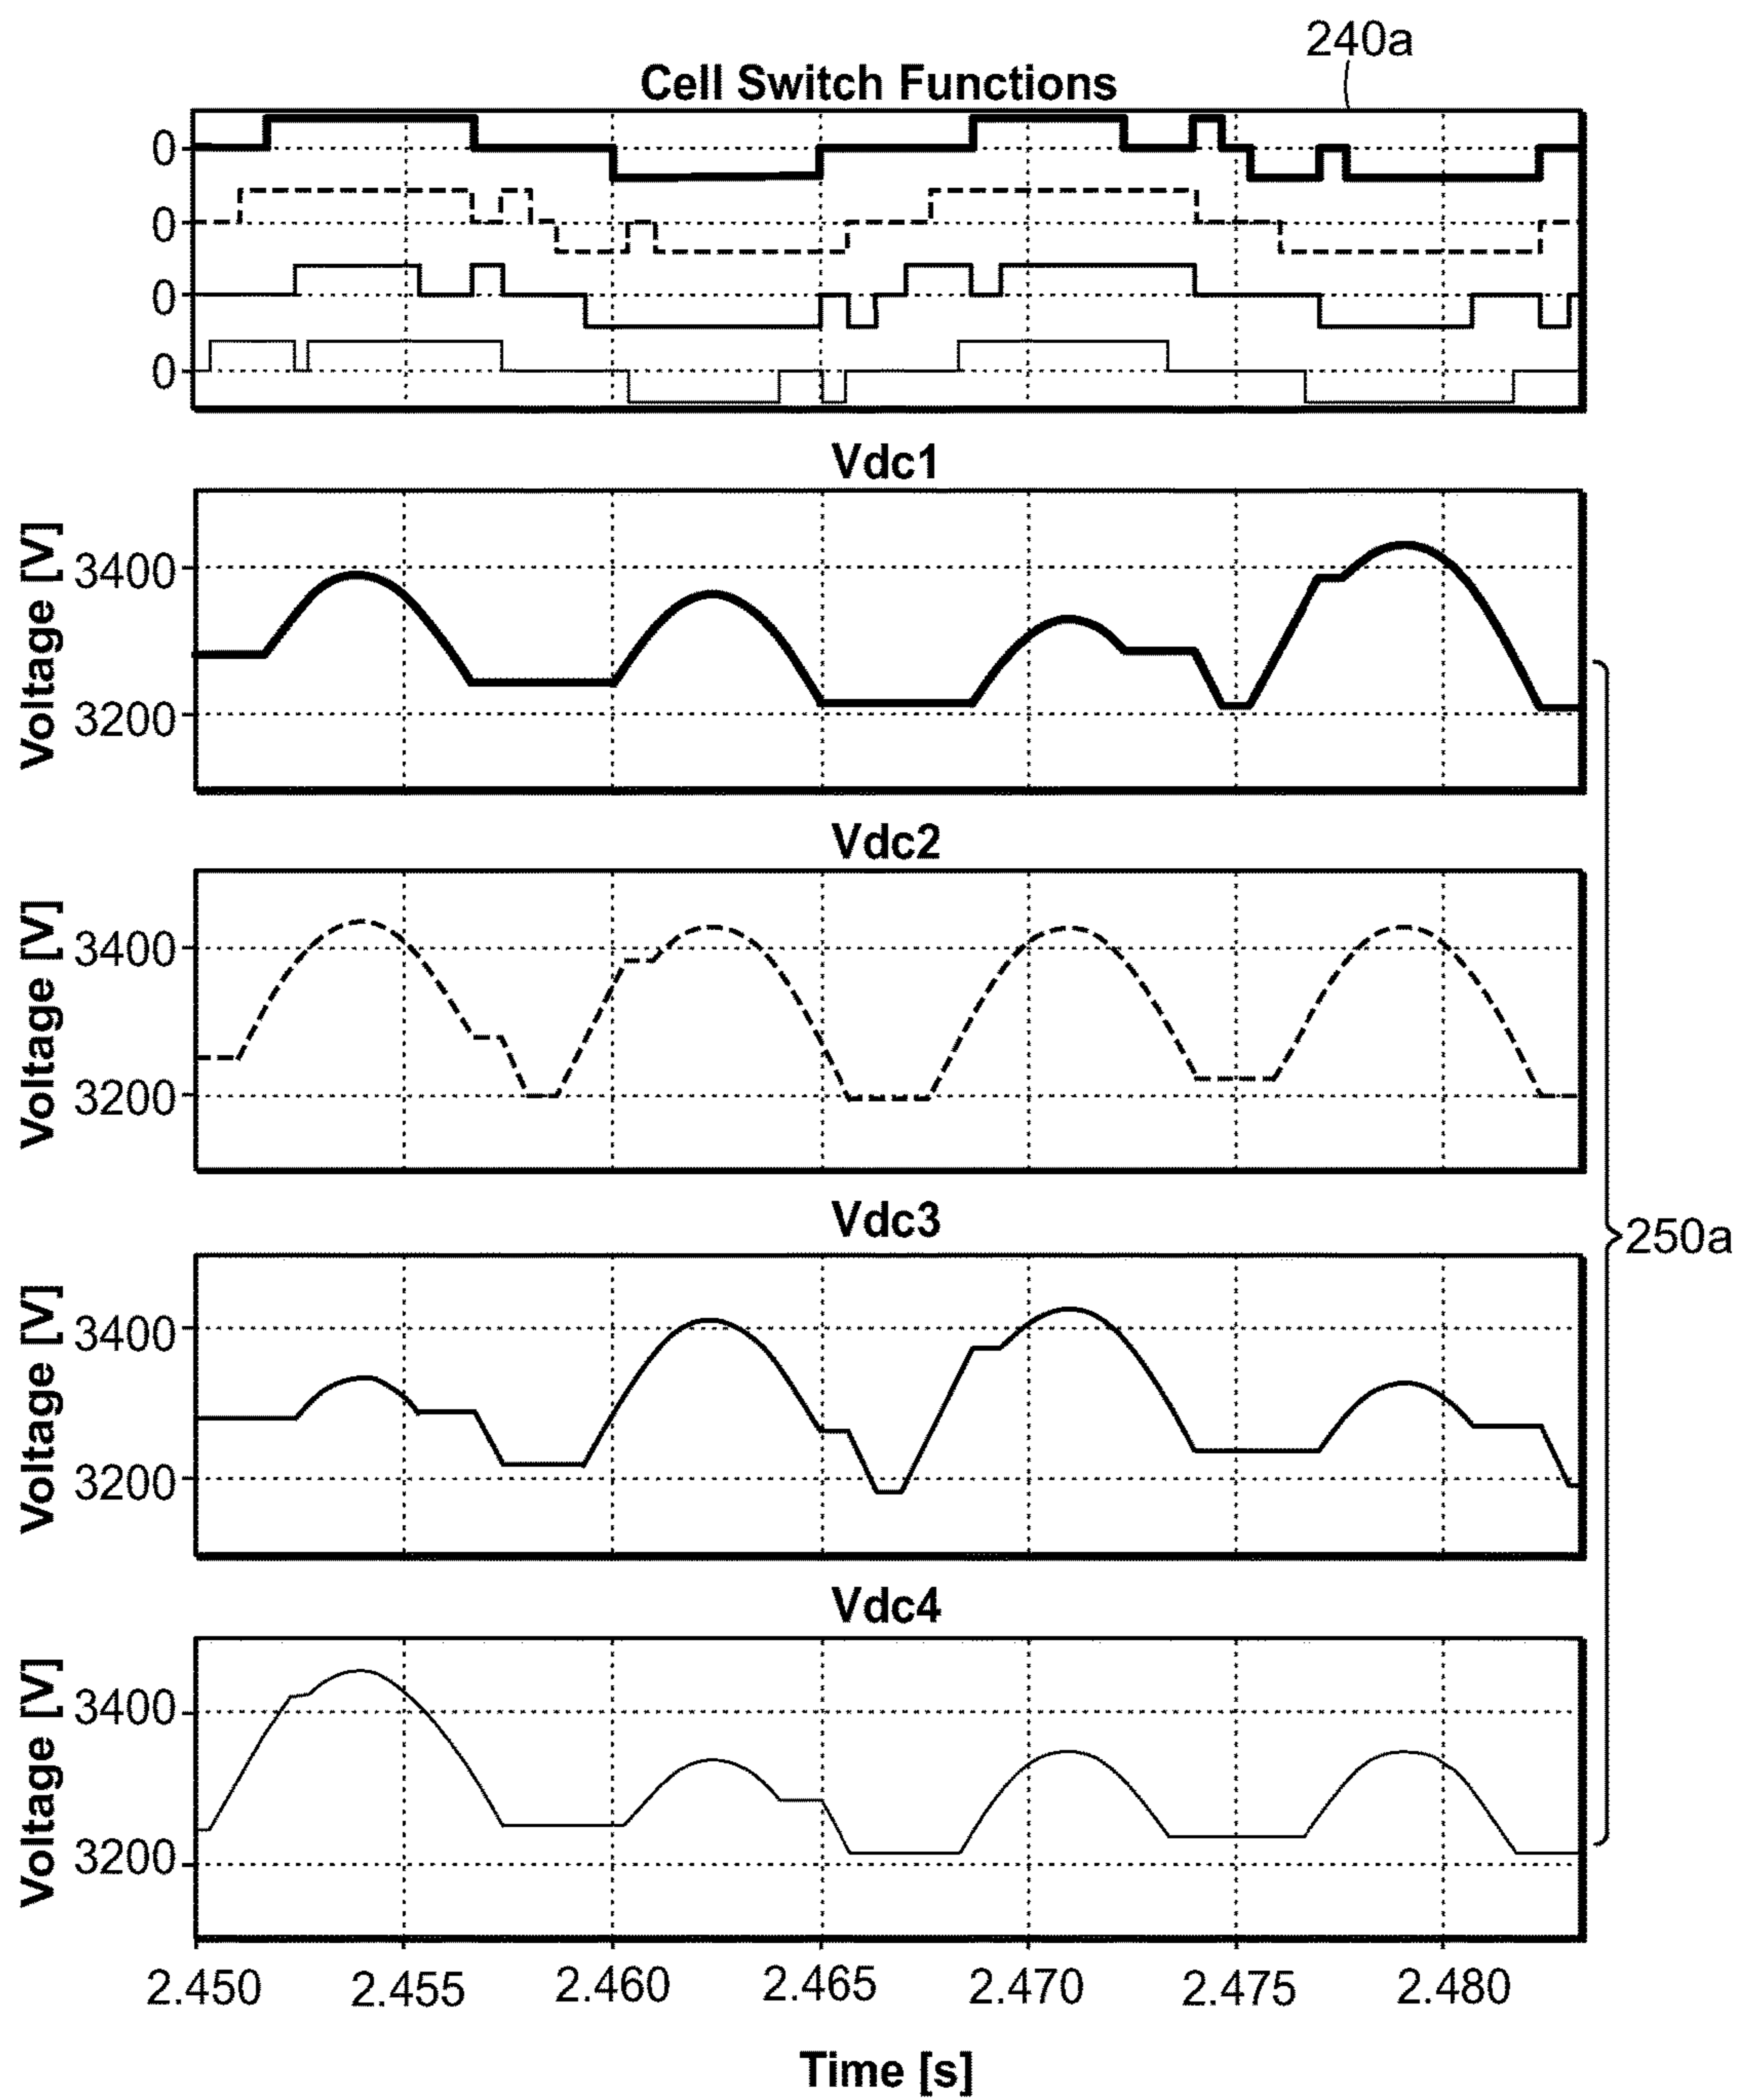 240a
Cell Switch Functions
0
0
0
0
Vdc1
Voltage [V]
3400
3200
Vdc2
Voltage [V]
3400
3200
Vdc3
250a
Voltage [V]
3400
3200
Vdc4
Voltage [V]
3400
3200
2.450 2.455 2.460 2.465 2.470 2.475 2.480
Time [s]